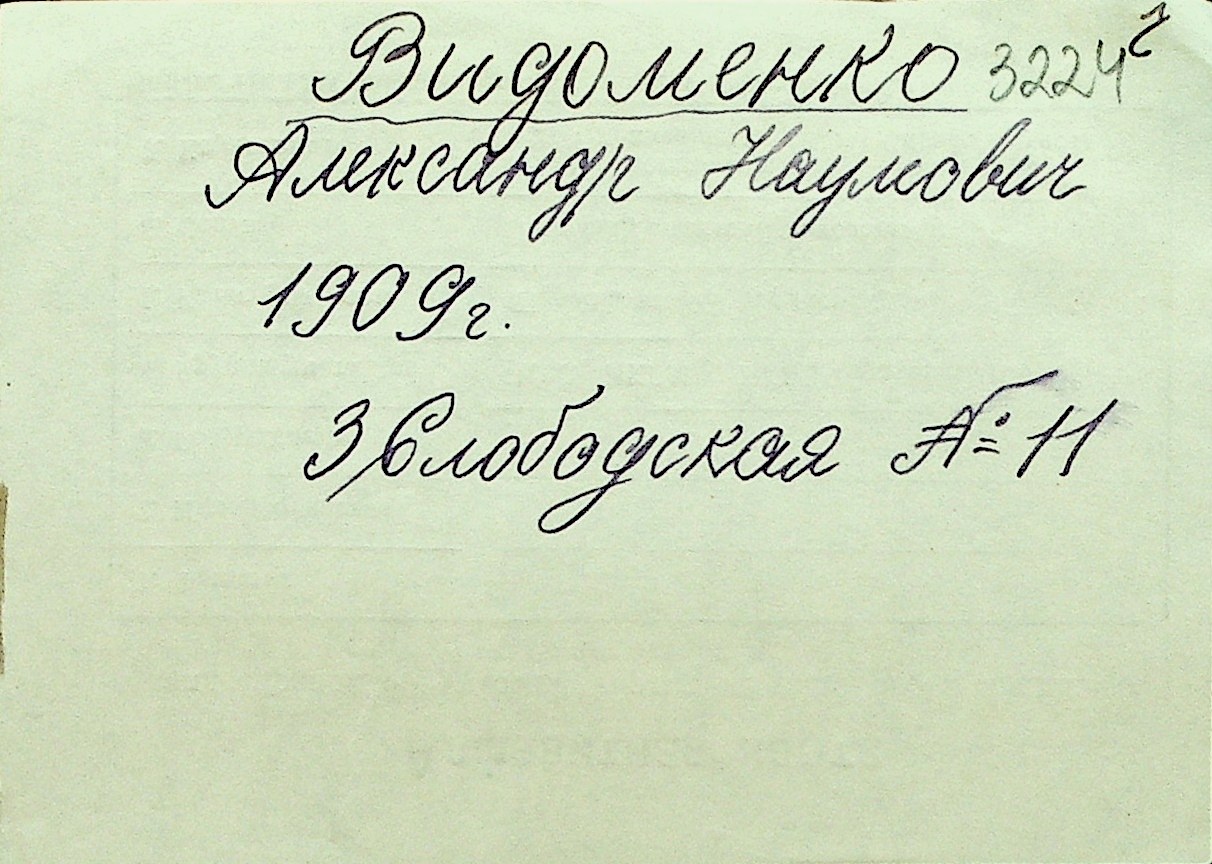 Видоменко 3224
Александр Наумович
1909г.
3 Слободская № 11